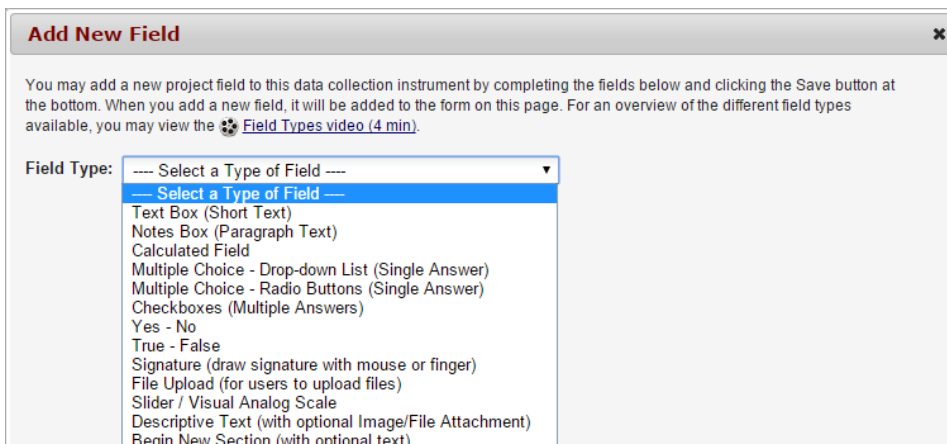 Add New Field
You may add a new project field to this data collection instrument by completing the fields below and clicking the Save button at
the bottom. When you add a new field, it will be added to the form on this page. For an overview of the different field types
available, you may view the Field Types video (4 min).
Field Type: ---- Select a Type of Field ----
---- Select a Type of Field ----
Text Box (Short Text)
Notes Box (Paragraph Text)
Calculated Field
Multiple Choice - Drop-down List (Single Answer)
Multiple Choice - Radio Buttons (Single Answer)
Checkboxes (Multiple Answers)
Yes - No
True - False
Signature (draw signature with mouse or finger)
File Upload (for users to upload files)
Slider / Visual Analog Scale
Descriptive Text (with optional Image/File Attachment)
Begin New Section (with optional text)